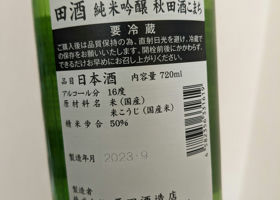 田酒 純米吟醸 秋田酒こまち
要冷蔵
ご購入後は品質保持の為、直射日光を避け、冷蔵で
の保存をお願いいたします。開栓前後にかかわらず、
できるだけお早めにお召し上がりください。
品目 日本酒 内容量 720ml
アルコール分 16度
原材料名 米(国産)
米こうじ(国産米)
精米歩合 50%
製造年月 2023-9
製造者
田酒造店